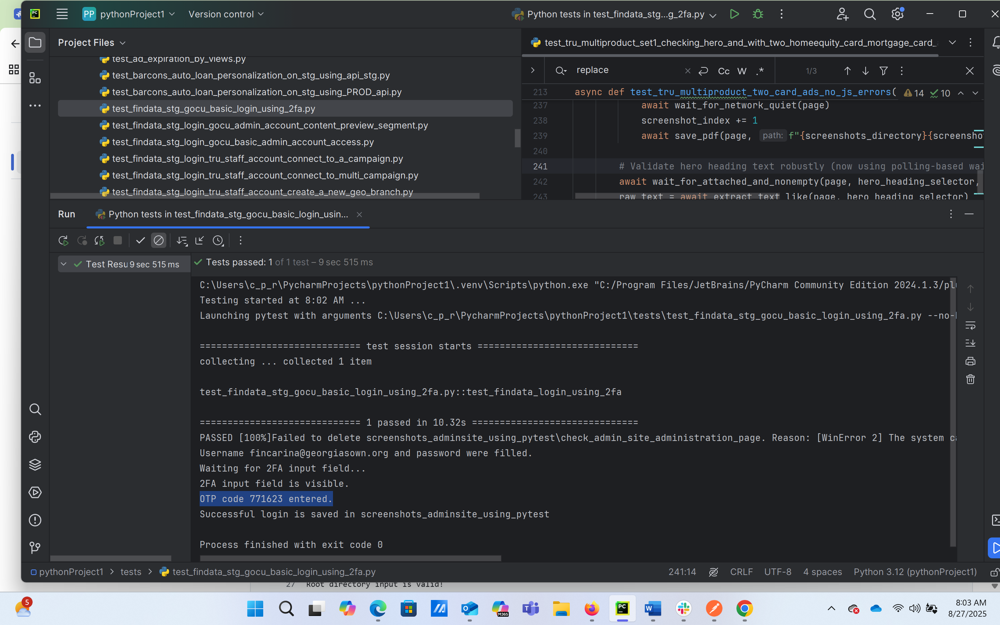 PC
PP pythonProject1
Version control
Python tests in test_findata_stg...g_2fa.py
Project Files
test_ad_expiration_by_views.py
test_barcons_auto_loan_personalization_on_stg_using_api_stg.py
test_barcons_auto_loan_personalization_on_stg_using_PROD_api.py
test_findata_stg_gocu_basic_login_using_2fa.py
test_findata_stg_login_gocu_admin_account_content_preview_segment.py
test_findata_stg_login_gocu_basic_admin_account_access.py
test_findata_stg_login_tru_staff_account_connect_to_a_campaign.py
test_findata_stg_login_tru_staff_account_connect_to_multi_campaign.py
test_findata_stg_login_tru_staff_account_create_a_new_geo_branch.py
test_tru_multiproduct_set1_checking_hero_and_with_two_homeequity_card_mortgage_card_
replace
Cc W .*
1/3
213 async def test_tru_multiproduct_two_card_ads_no_js_errors( 14 10
237 await wait_for_network_quiet(page)
238 screenshot_index += 1
239 await save_pdf(page, path: f"{screenshots_directory}{screensho
240
241 # Validate hero heading text robustly (now using polling-based wai
242 await wait_for_attached_and_nonempty(page, hero_heading_selector,
243 raw_text = await extract_text_like(page, hero_heading_selector)
Run
Python tests in test_findata_stg_gocu_basic_login_usin...
Test Resu 9 sec 515 ms
Tests passed: 1 of 1 test – 9 sec 515 ms
C:\Users\c_p_r\PycharmProjects\pythonProject1\.venv\Scripts\python.exe "C:/Program Files/JetBrains/PyCharm Community Edition 2024.1.3/plu
Testing started at 8:02 AM ...
Launching pytest with arguments C:\Users\c_p_r\PycharmProjects\pythonProject1\tests\test_findata_stg_gocu_basic_login_using_2fa.py --no-
============================= test session starts =============================
collecting ... collected 1 item
test_findata_stg_gocu_basic_login_using_2fa.py::test_findata_login_using_2fa
============================= 1 passed in 10.32s ==============================
PASSED [100%]Failed to delete screenshots_adminsite_using_pytest\check_admin_site_administration_page. Reason: [WinError 2] The system c
Username fincarina@georgiasown.org and password were filled.
Waiting for 2FA input field...
2FA input field is visible.
OTP code 771623 entered.
Successful login is saved in screenshots_adminsite_using_pytest
Process finished with exit code 0
pythonProject1 > tests > test_findata_stg_gocu_basic_login_using_2fa.py
241:14 CRLF UTF-8 4 spaces Python 3.12 (pythonProject1)
27 Root directory input is valid!
5
M365
PC
8:03 AM
8/27/2025